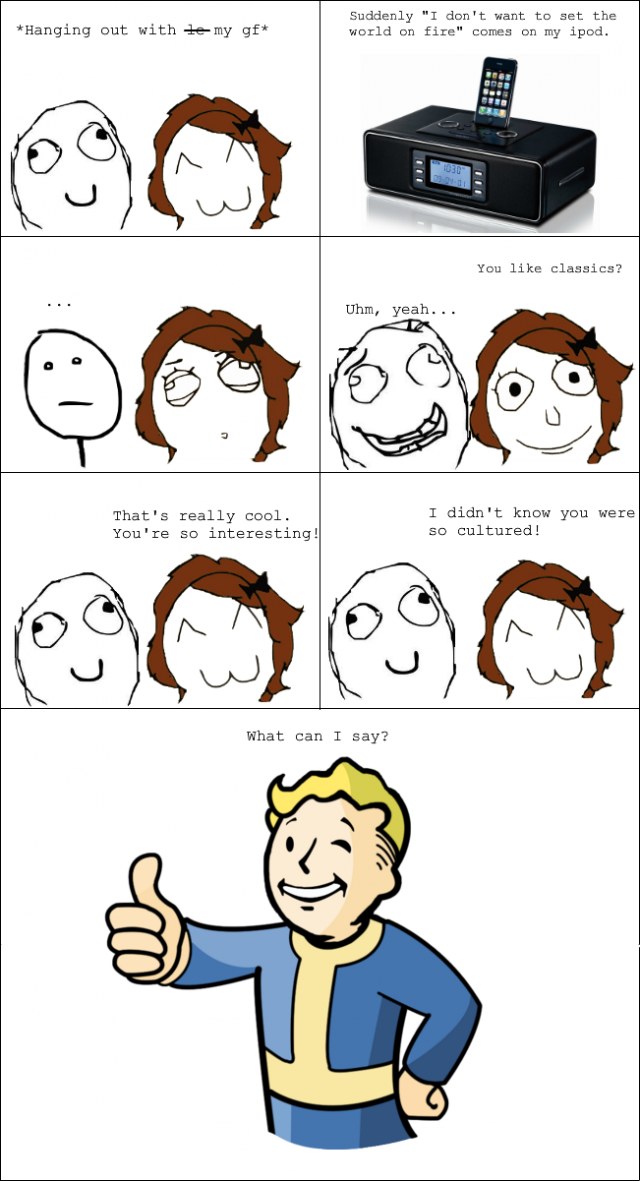 *Hanging out with le my gf*
Suddenly "I don't want to set the
world on fire" comes on my ipod.
...
You like classics?
Uhm, yeah...
That's really cool.
You're so interesting!
I didn't know you were
so cultured!
What can I say?